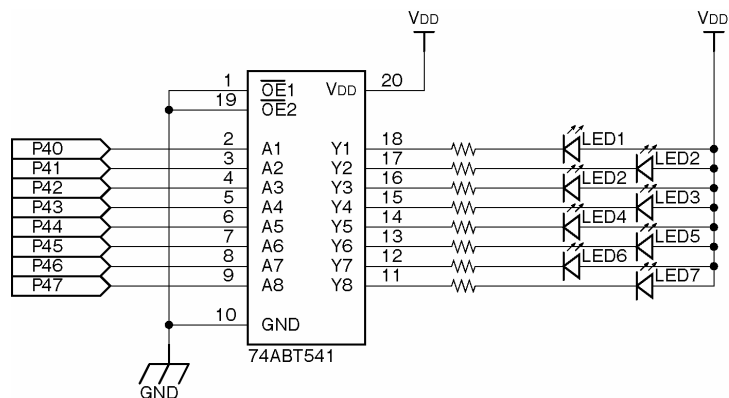 VDD VDD
1 OE1 VDD 20
19 OE2
P40 2 A1 Y1 18 LED1
P41 3 A2 Y2 17 LED2
P42 4 A3 Y3 16 LED2
P43 5 A4 Y4 15 LED3
P44 6 A5 Y5 14 LED4
P45 7 A6 Y6 13 LED5
P46 8 A7 Y7 12 LED6
P47 9 A8 Y8 11 LED7
10 GND
74ABT541
GND